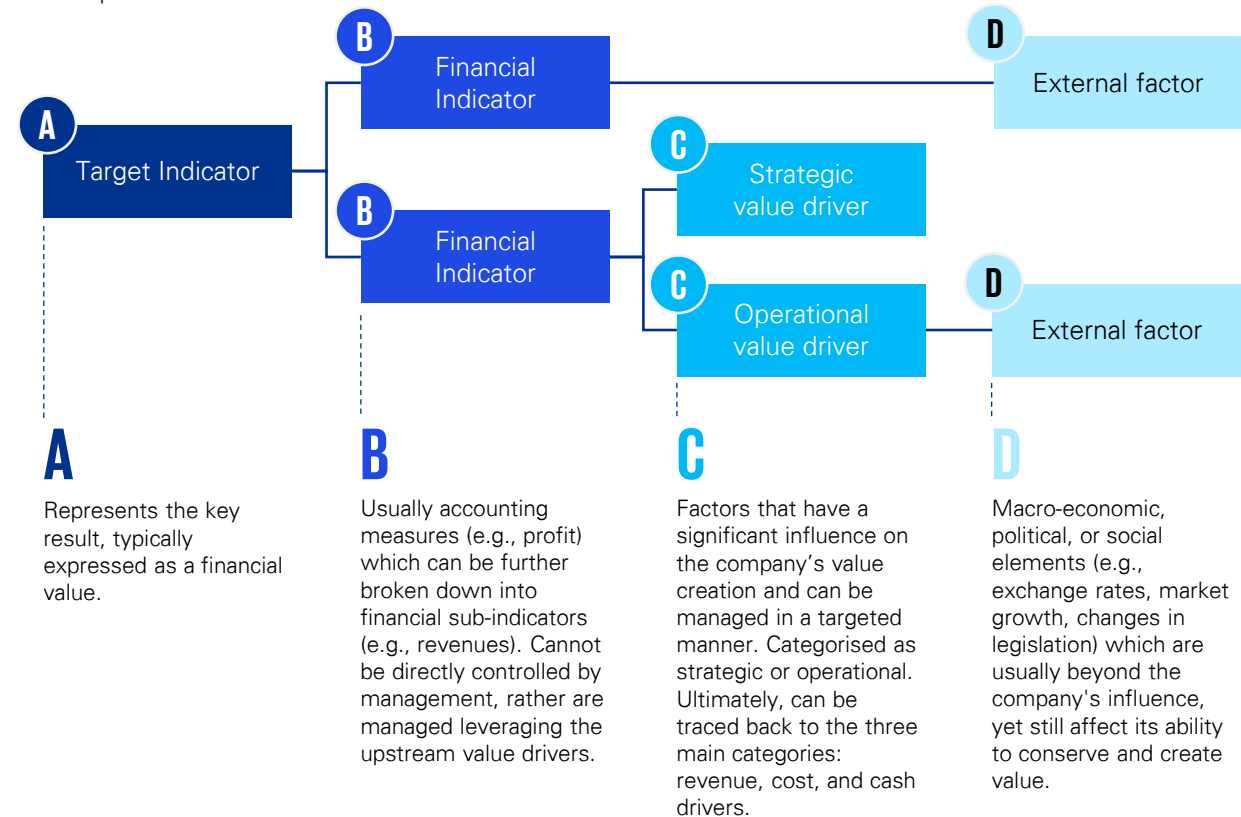 B
Financial
Indicator
D
External factor
A
Target Indicator
C
Strategic
value driver
B
Financial
Indicator
C
Operational
value driver
D
External factor
A
Represents the key
result, typically
expressed as a financial
value.
B
Usually accounting
measures (e.g., profit)
which can be further
broken down into
financial sub-indicators
(e.g., revenues). Cannot
be directly controlled by
management, rather are
managed leveraging the
upstream value drivers.
C
Factors that have a
significant influence on
the company’s value
creation and can be
managed in a targeted
manner. Categorised as
strategic or operational.
Ultimately, can be
traced back to the three
main categories:
revenue, cost, and cash
drivers.
D
Macro-economic,
political, or social
elements (e.g.,
exchange rates, market
growth, changes in
legislation) which are
usually beyond the
company's influence,
yet still affect its ability
to conserve and create
value.